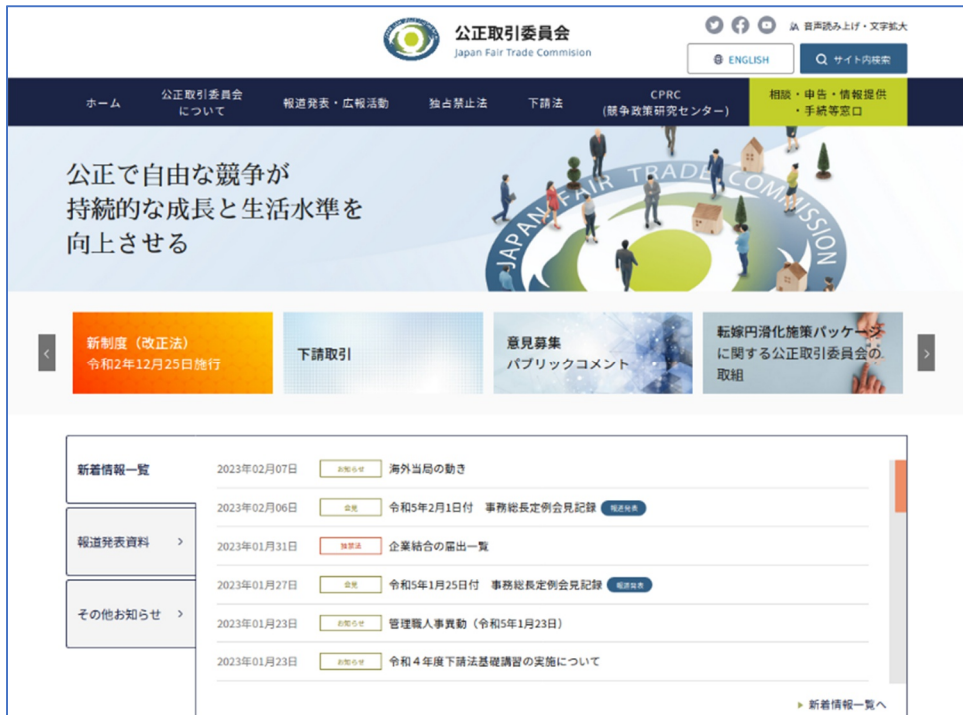 公正取引委員会
Japan Fair Trade Commision
音声読み上げ・文字拡大
ENGLISH
サイト内検索
ホーム
公正取引委員会
について
報道発表・広報活動
独占禁止法
下請法
CPRC
(競争政策研究センター)
相談・申告・情報提供
・手続等窓口
公正で自由な競争が
持続的な成長と生活水準を
向上させる
JAPAN FAIR TRADE COMMISSION
新制度（改正法）
令和2年12月25日施行
下請取引
意見募集
パブリックコメント
転嫁円滑化施策パッケージ
に関する公正取引委員会の
取組
新着情報一覧
報道発表資料
その他お知らせ
2023年02月07日 お知らせ 海外当局の動き
2023年02月06日 会見 令和5年2月1日付　事務総長定例会見記録 報道発表
2023年01月31日 独禁法 企業結合の届出一覧
2023年01月27日 会見 令和5年1月25日付　事務総長定例会見記録 報道発表
2023年01月23日 お知らせ 管理職人事異動（令和5年1月23日）
2023年01月23日 お知らせ 令和４年度下請法基礎講習の実施について
新着情報一覧へ